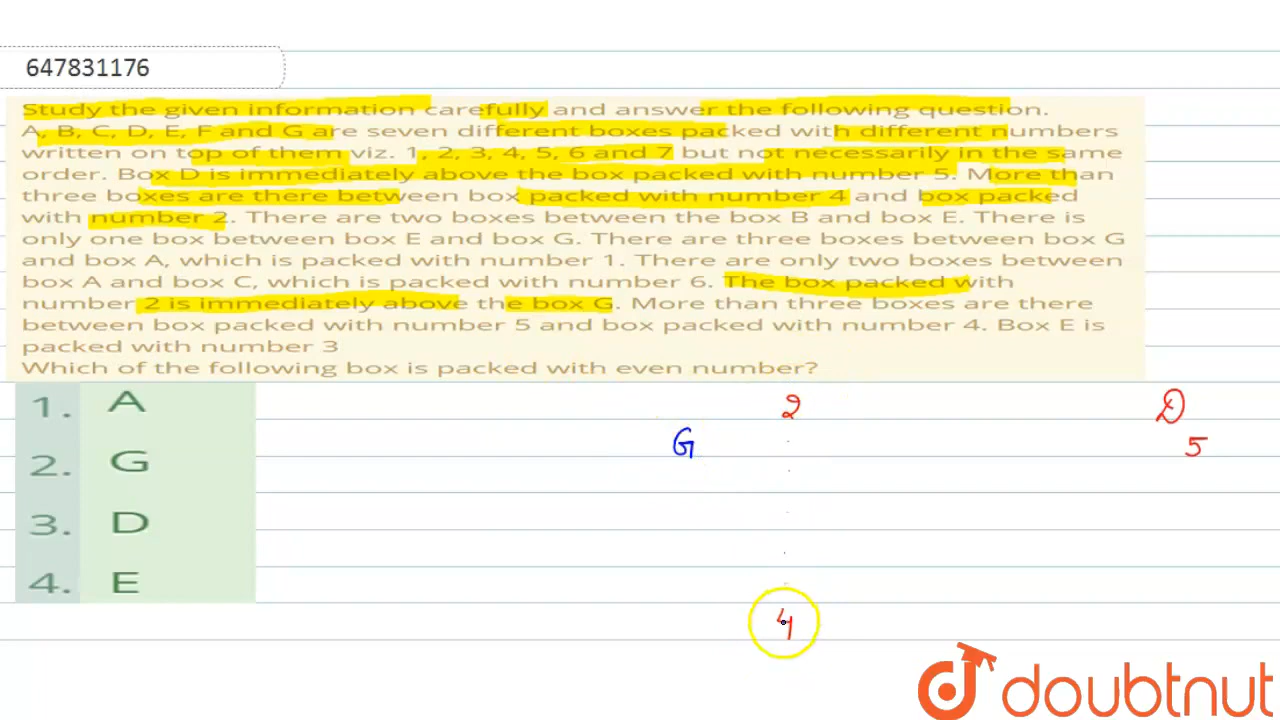 647831176
Study the given information carefully and answer the following question.
A, B, C, D, E, F and G are seven different boxes packed with different numbers
written on top of them viz. 1, 2, 3, 4, 5, 6 and 7 but not necessarily in the same
order. Box D is immediately above the box packed with number 5. More than
three boxes are there between box packed with number 4 and box packed
with number 2. There are two boxes between the box B and box E. There is
only one box between box E and box G. There are three boxes between box G
and box A, which is packed with number 1. There are only two boxes between
box A and box C, which is packed with number 6. The box packed with
number 2 is immediately above the box G. More than three boxes are there
between box packed with number 5 and box packed with number 4. Box E is
packed with number 3
Which of the following box is packed with even number?
1. A
2. G
3. D
4. E
2
D
G
5
4
doubtnut